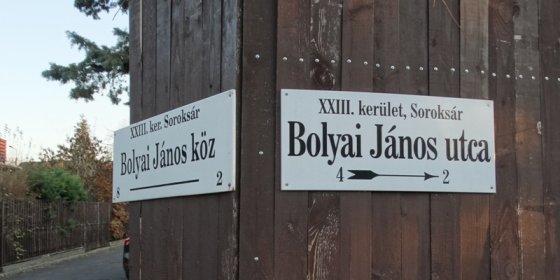 XXIII. ker. Soroksár
Bolyai János köz
8 2
XXIII. kerület, Soroksár
Bolyai János utca
4 2